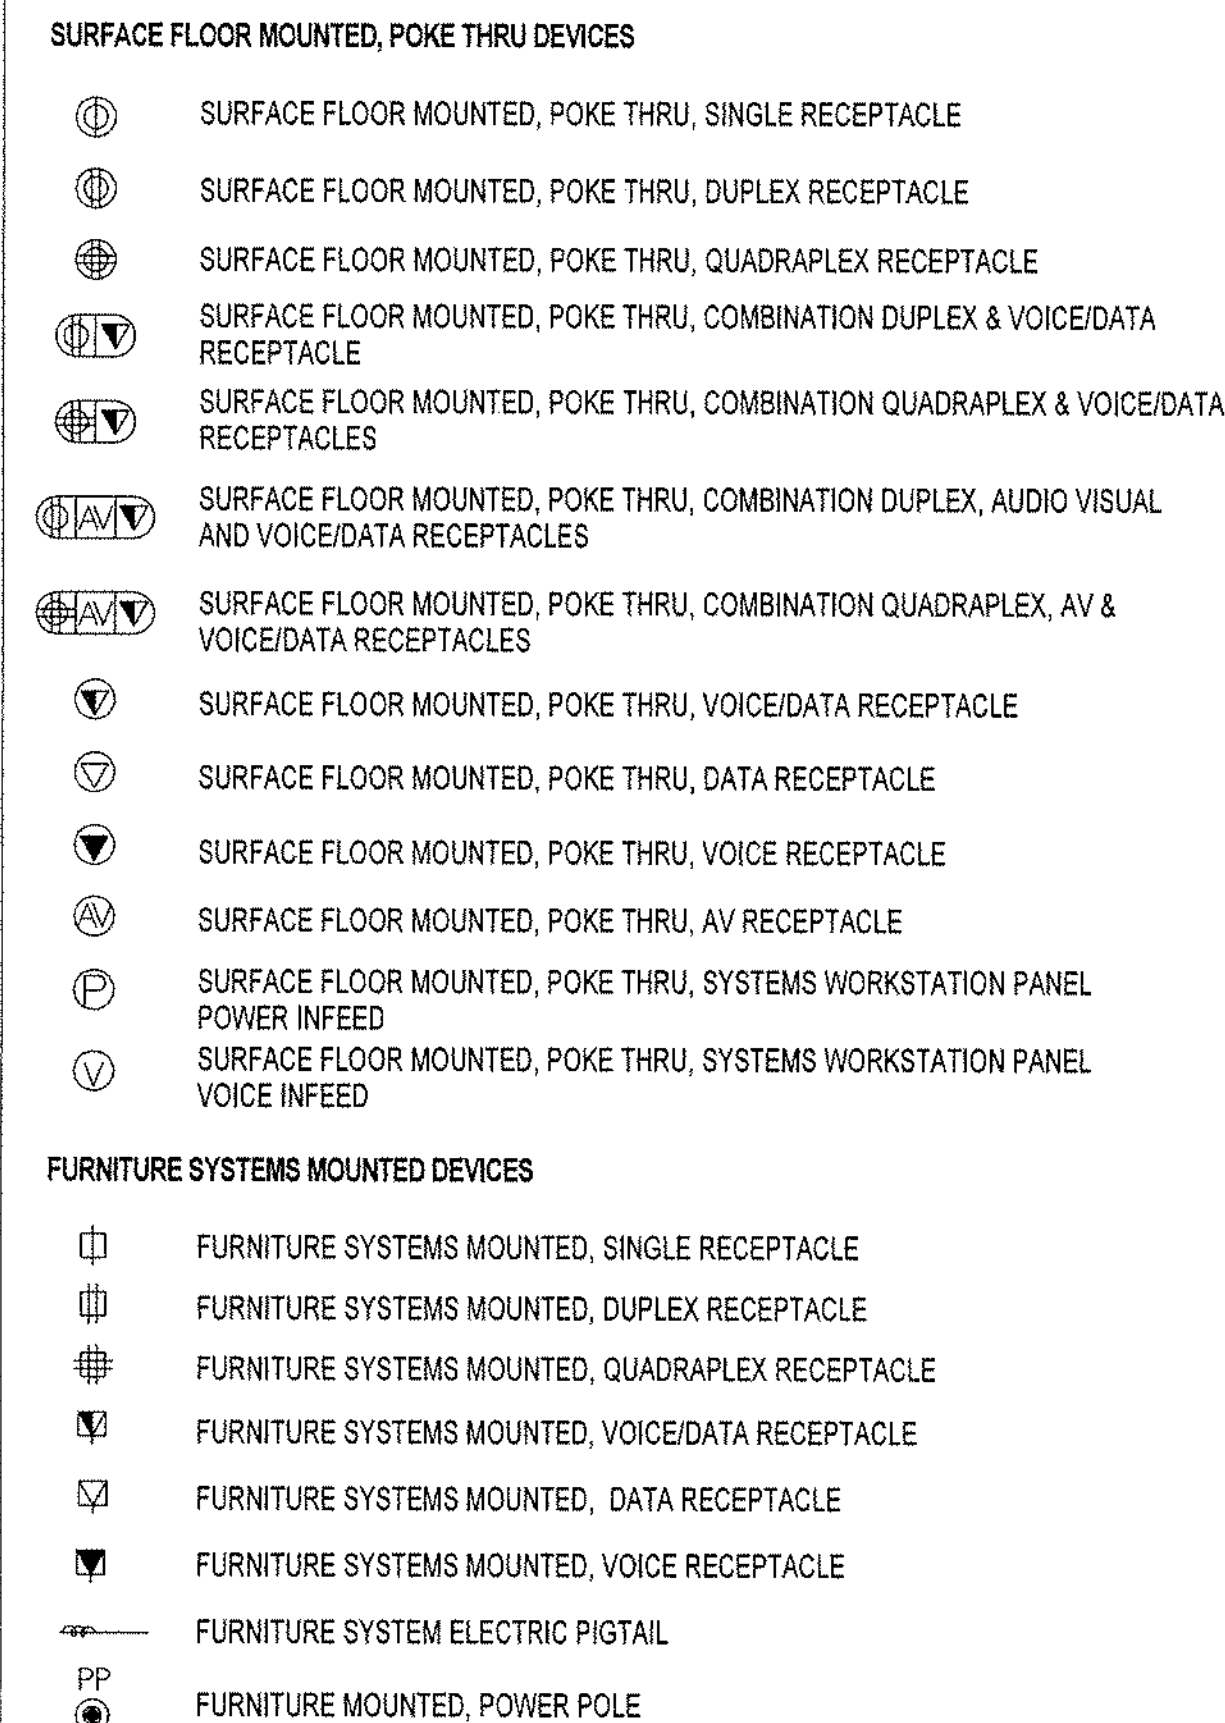 SURFACE FLOOR MOUNTED, POKE THRU DEVICES
SURFACE FLOOR MOUNTED, POKE THRU, SINGLE RECEPTACLE
SURFACE FLOOR MOUNTED, POKE THRU, DUPLEX RECEPTACLE
SURFACE FLOOR MOUNTED, POKE THRU, QUADRAPLEX RECEPTACLE
SURFACE FLOOR MOUNTED, POKE THRU, COMBINATION DUPLEX & VOICE/DATA
RECEPTACLE
SURFACE FLOOR MOUNTED, POKE THRU, COMBINATION QUADRAPLEX & VOICE/DATA
RECEPTACLES
AV SURFACE FLOOR MOUNTED, POKE THRU, COMBINATION DUPLEX, AUDIO VISUAL
AND VOICE/DATA RECEPTACLES
AV SURFACE FLOOR MOUNTED, POKE THRU, COMBINATION QUADRAPLEX, AV &
VOICE/DATA RECEPTACLES
SURFACE FLOOR MOUNTED, POKE THRU, VOICE/DATA RECEPTACLE
SURFACE FLOOR MOUNTED, POKE THRU, DATA RECEPTACLE
SURFACE FLOOR MOUNTED, POKE THRU, VOICE RECEPTACLE
AV SURFACE FLOOR MOUNTED, POKE THRU, AV RECEPTACLE
P SURFACE FLOOR MOUNTED, POKE THRU, SYSTEMS WORKSTATION PANEL
POWER INFEED
V SURFACE FLOOR MOUNTED, POKE THRU, SYSTEMS WORKSTATION PANEL
VOICE INFEED
FURNITURE SYSTEMS MOUNTED DEVICES
FURNITURE SYSTEMS MOUNTED, SINGLE RECEPTACLE
FURNITURE SYSTEMS MOUNTED, DUPLEX RECEPTACLE
FURNITURE SYSTEMS MOUNTED, QUADRAPLEX RECEPTACLE
FURNITURE SYSTEMS MOUNTED, VOICE/DATA RECEPTACLE
FURNITURE SYSTEMS MOUNTED, DATA RECEPTACLE
FURNITURE SYSTEMS MOUNTED, VOICE RECEPTACLE
FURNITURE SYSTEM ELECTRIC PIGTAIL
PP
FURNITURE MOUNTED, POWER POLE